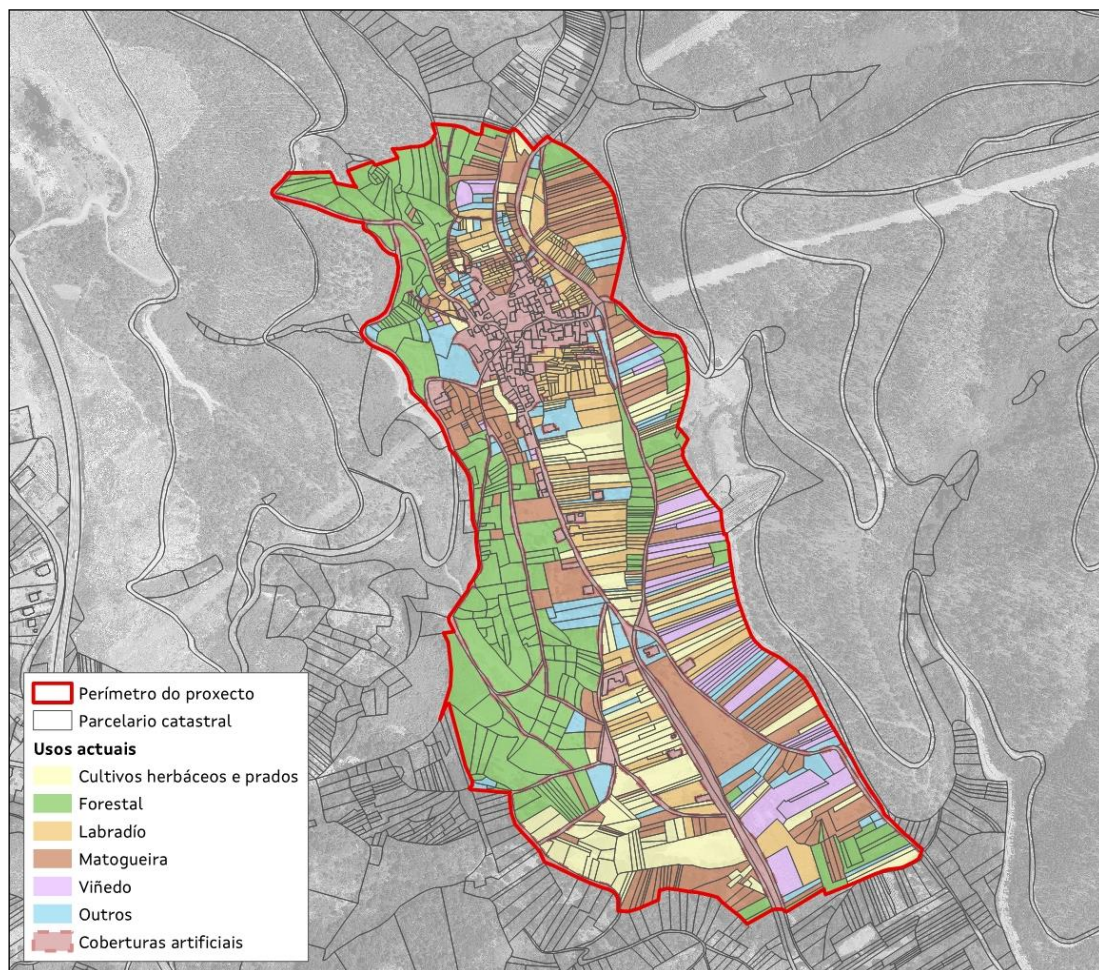 Perímetro do proxecto
Parcelario catastral
Usos actuais
Cultivos herbáceos e prados
Forestal
Labradío
Matogueira
Viñedo
Outros
Coberturas artificiais